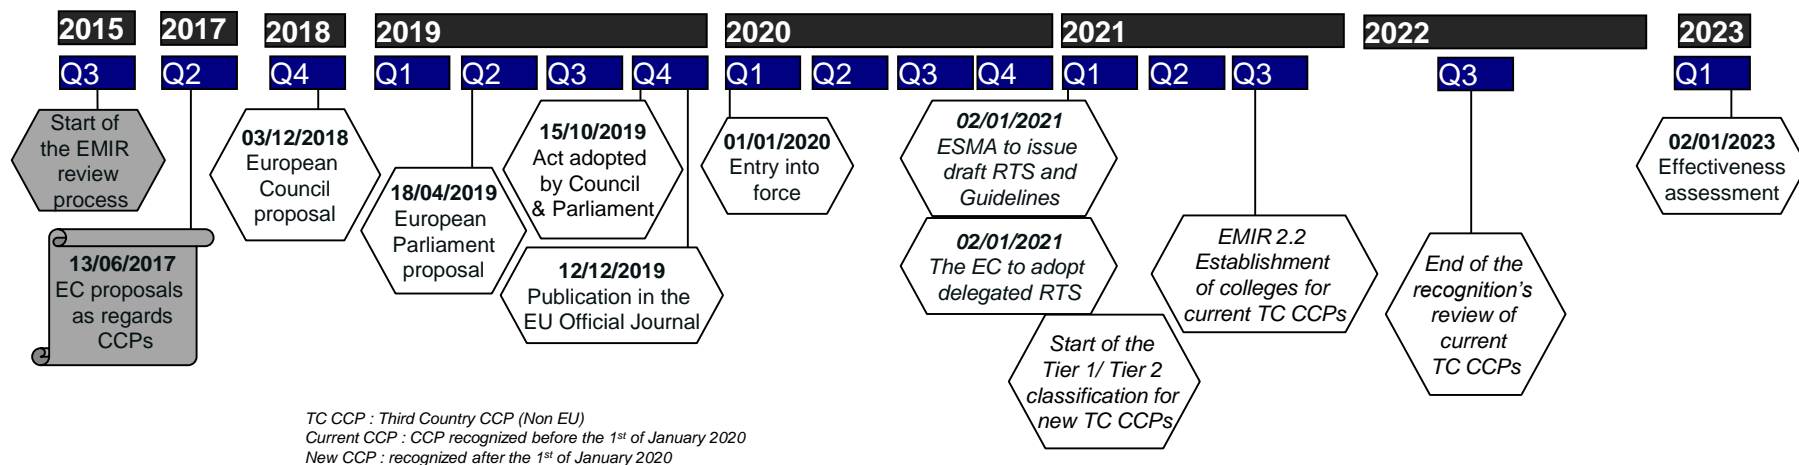 2015
2017
2018
2019
2020
2021
2022
2023
Q3
Q2
Q4
Q1
Q2
Q3
Q4
Q1
Q2
Q3
Q4
Q1
Q2
Q3
Q3
Q1
Start of
the EMIR
review
process
13/06/2017
EC proposals
as regards
CCPs
03/12/2018
European
Council
proposal
18/04/2019
European
Parliament
proposal
15/10/2019
Act adopted
by Council
& Parliament
12/12/2019
Publication in the
EU Official Journal
01/01/2020
Entry into
force
02/01/2021
ESMA to issue
draft RTS and
Guidelines
02/01/2021
The EC to adopt
delegated RTS
Start of the
Tier 1/ Tier 2
classification for
new TC CCPs
EMIR 2.2
Establishment
of colleges for
current TC CCPs
End of the
recognition’s
review of
current
TC CCPs
02/01/2023
Effectiveness
assessment
TC CCP : Third Country CCP (Non EU)
Current CCP : CCP recognized before the 1st of January 2020
New CCP : recognized after the 1st of January 2020